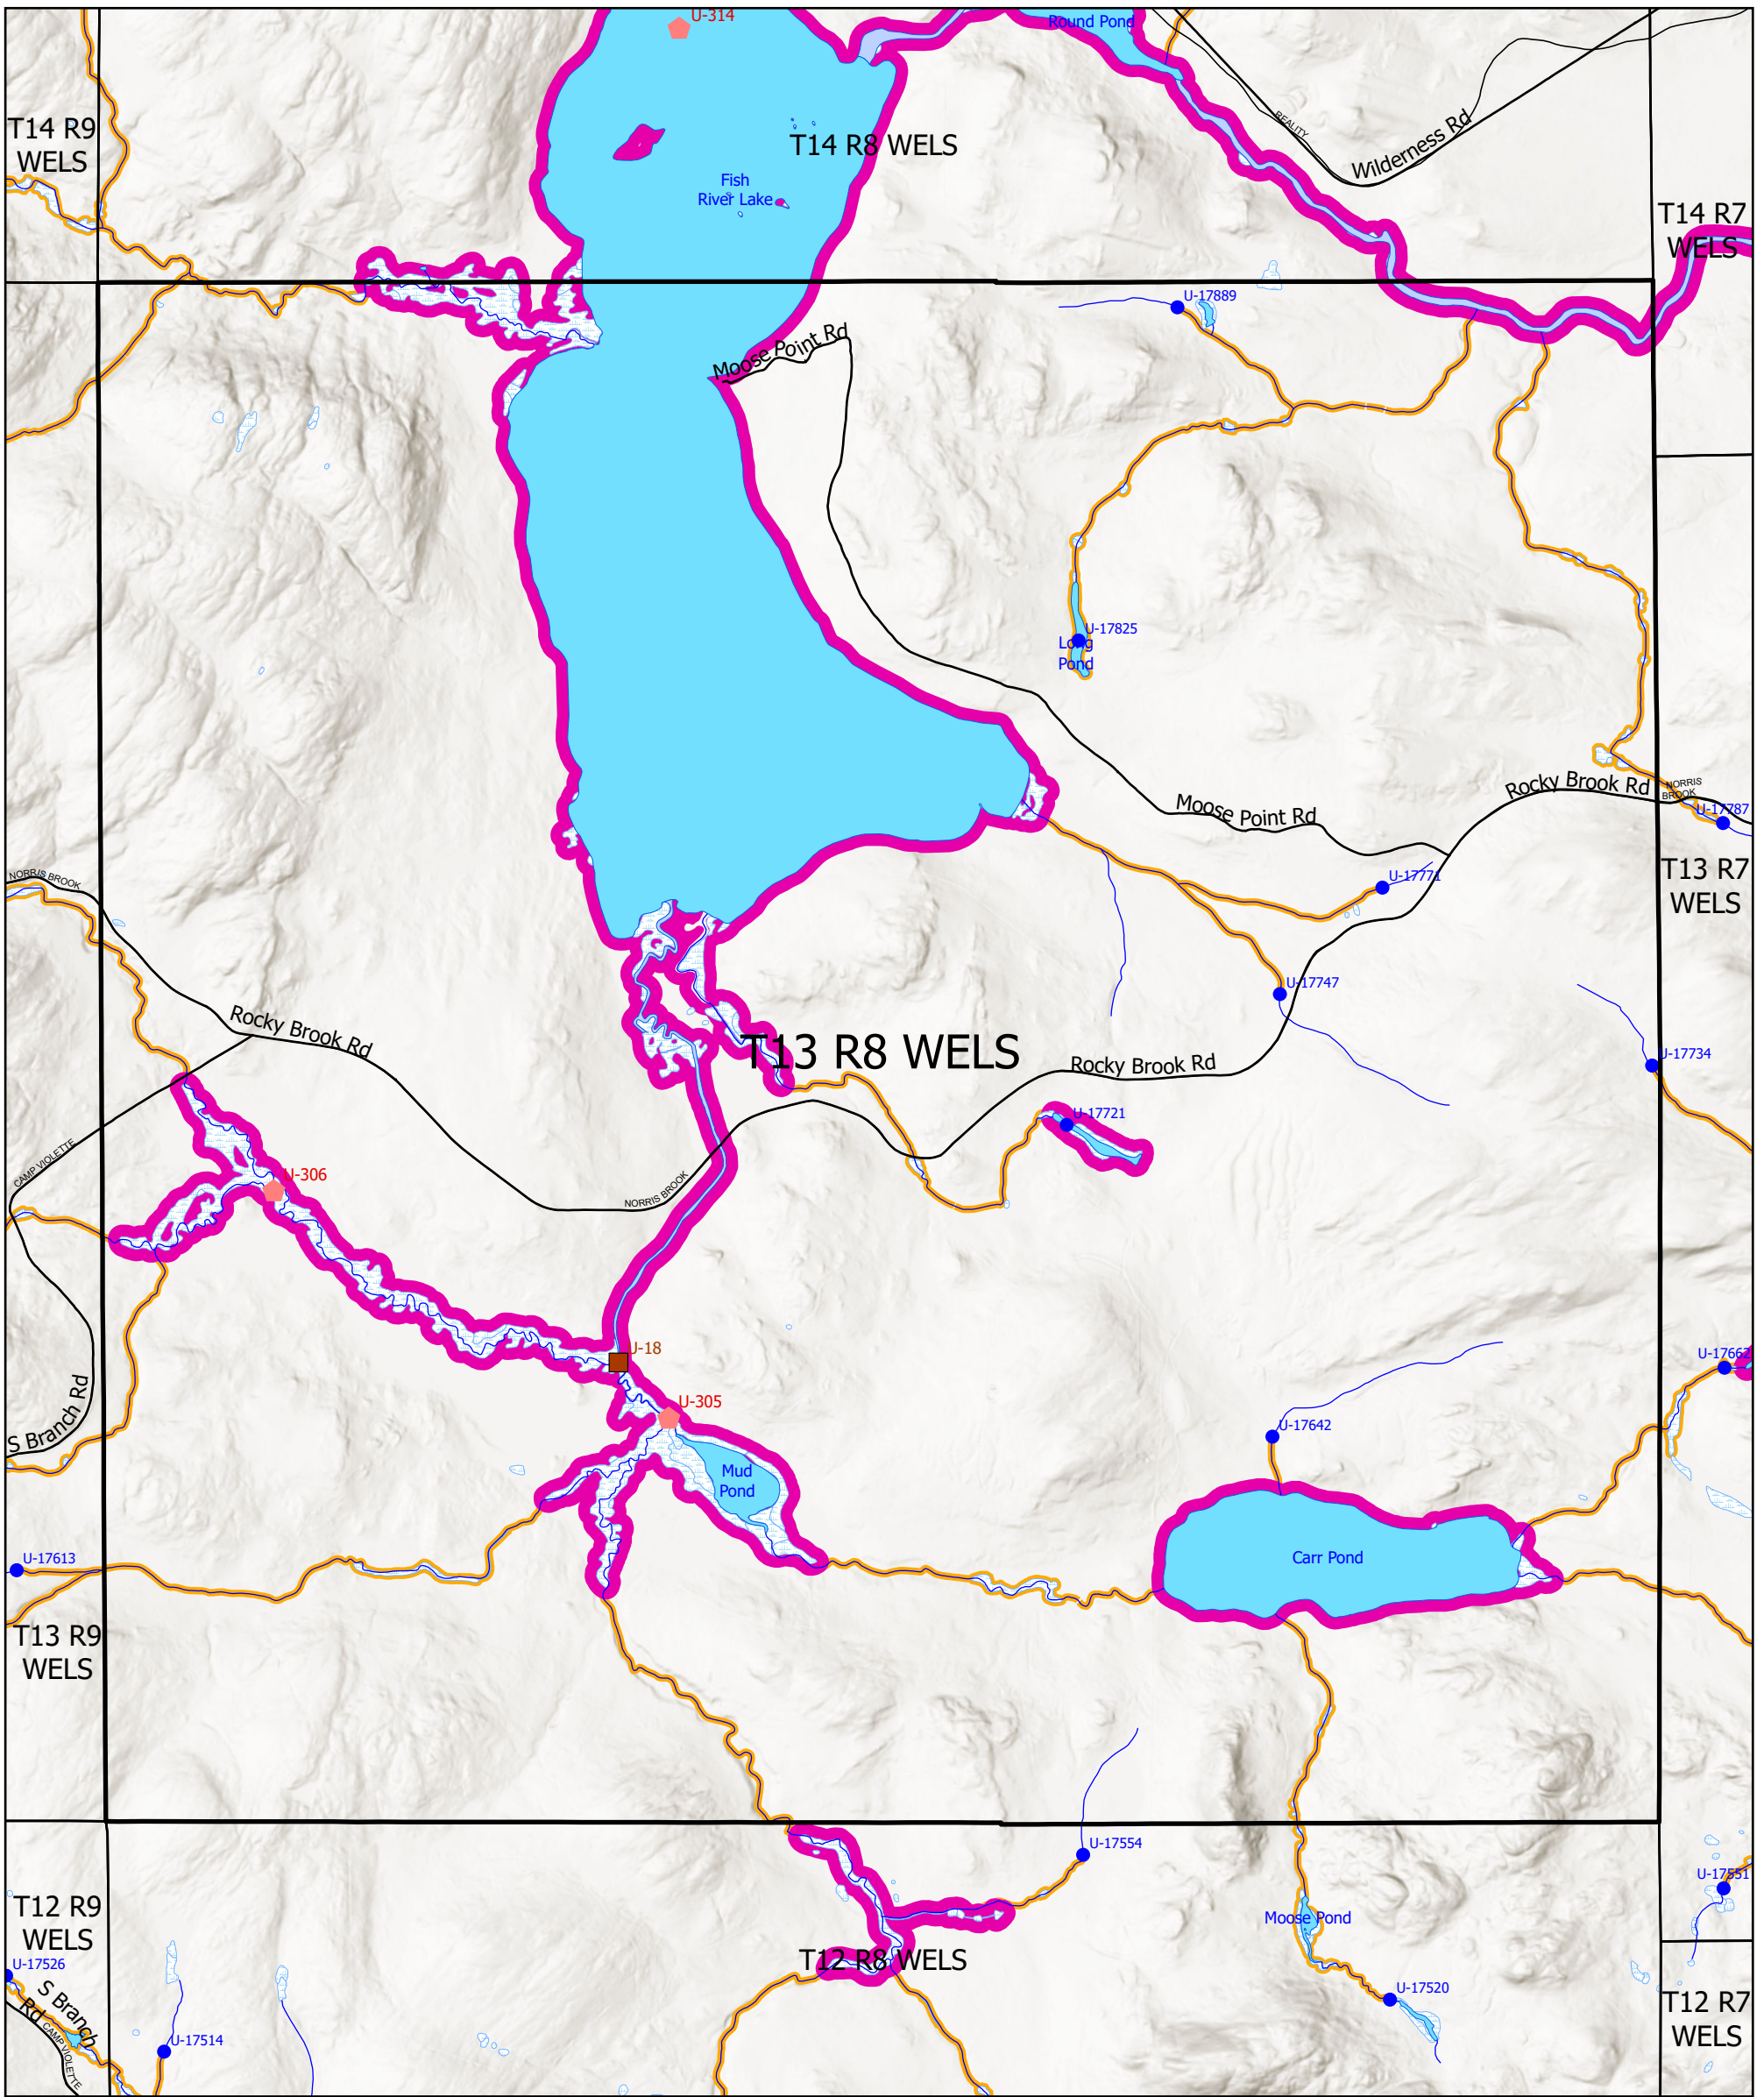 U-314
Round Pond
T14 R9
WELS
T14 R8 WELS
REALITY
Wilderness Rd
Fish
River Lake
T14 R7
WELS
U-17889
Moose Point Rd
U-17825
Long
Pond
Rocky Brook Rd
NORRIS
BROOK
Moose Point Rd
U-17787
NORRIS BROOK
U-17771
T13 R7
WELS
U-17747
Rocky Brook Rd
T13 R8 WELS
Rocky Brook Rd
U-17734
U-17721
CAMP VIOLETTE
U-306
NORRIS BROOK
U-18
U-17662
S Branch Rd
U-305
U-17642
Mud
Pond
Carr Pond
U-17613
T13 R9
WELS
U-17554
U-17551
T12 R9
WELS
Moose Pond
T12 R8 WELS
U-17526
S Branch
Rd
U-17520
T12 R7
WELS
U-17514
CAMP VIOLETTE